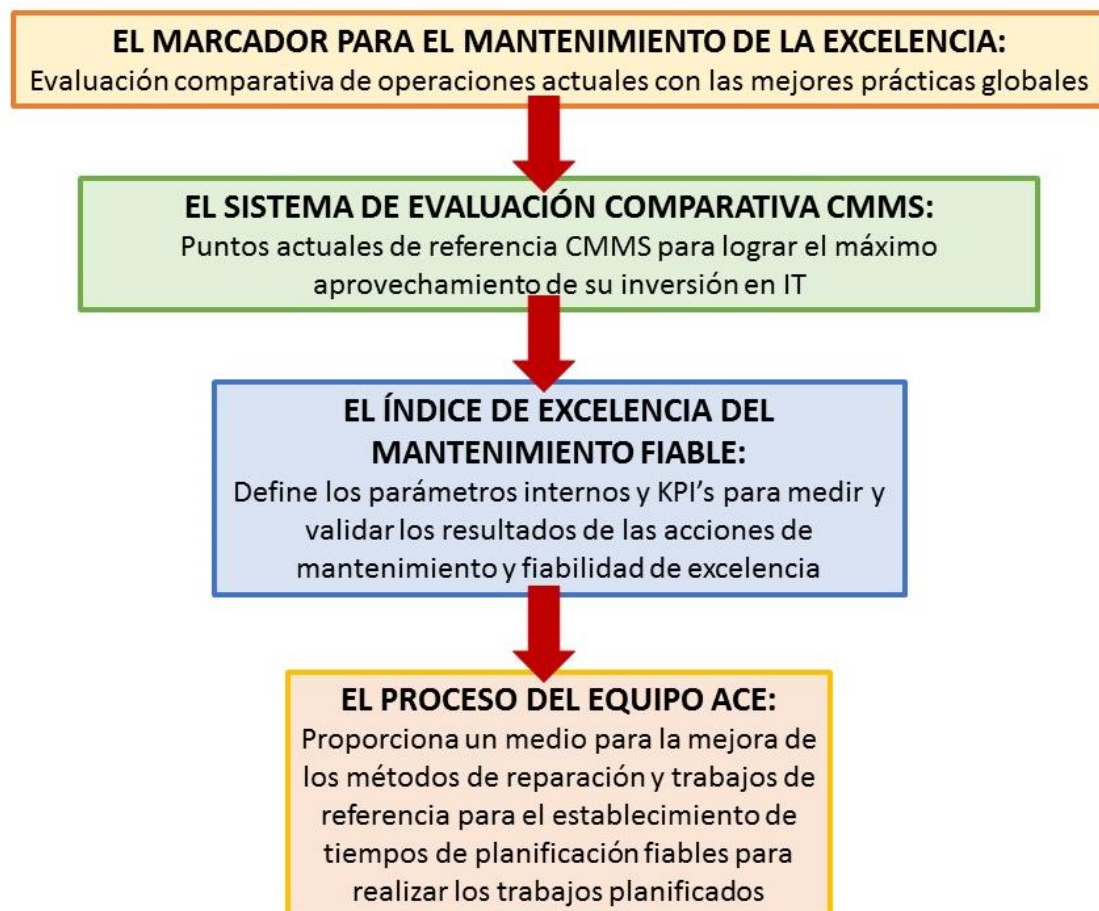 EL MARCADOR PARA EL MANTENIMIENTO DE LA EXCELENCIA:
Evaluación comparativa de operaciones actuales con las mejores prácticas globales
EL SISTEMA DE EVALUACIÓN COMPARATIVA CMMS:
Puntos actuales de referencia CMMS para lograr el máximo
aprovechamiento de su inversión en IT
EL ÍNDICE DE EXCELENCIA DEL
MANTENIMIENTO FIABLE:
Define los parámetros internos y KPI’s para medir y
validar los resultados de las acciones de
mantenimiento y fiabilidad de excelencia
EL PROCESO DEL EQUIPO ACE:
Proporciona un medio para la mejora de
los métodos de reparación y trabajos de
referencia para el establecimiento de
tiempos de planificación fiables para
realizar los trabajos planificados